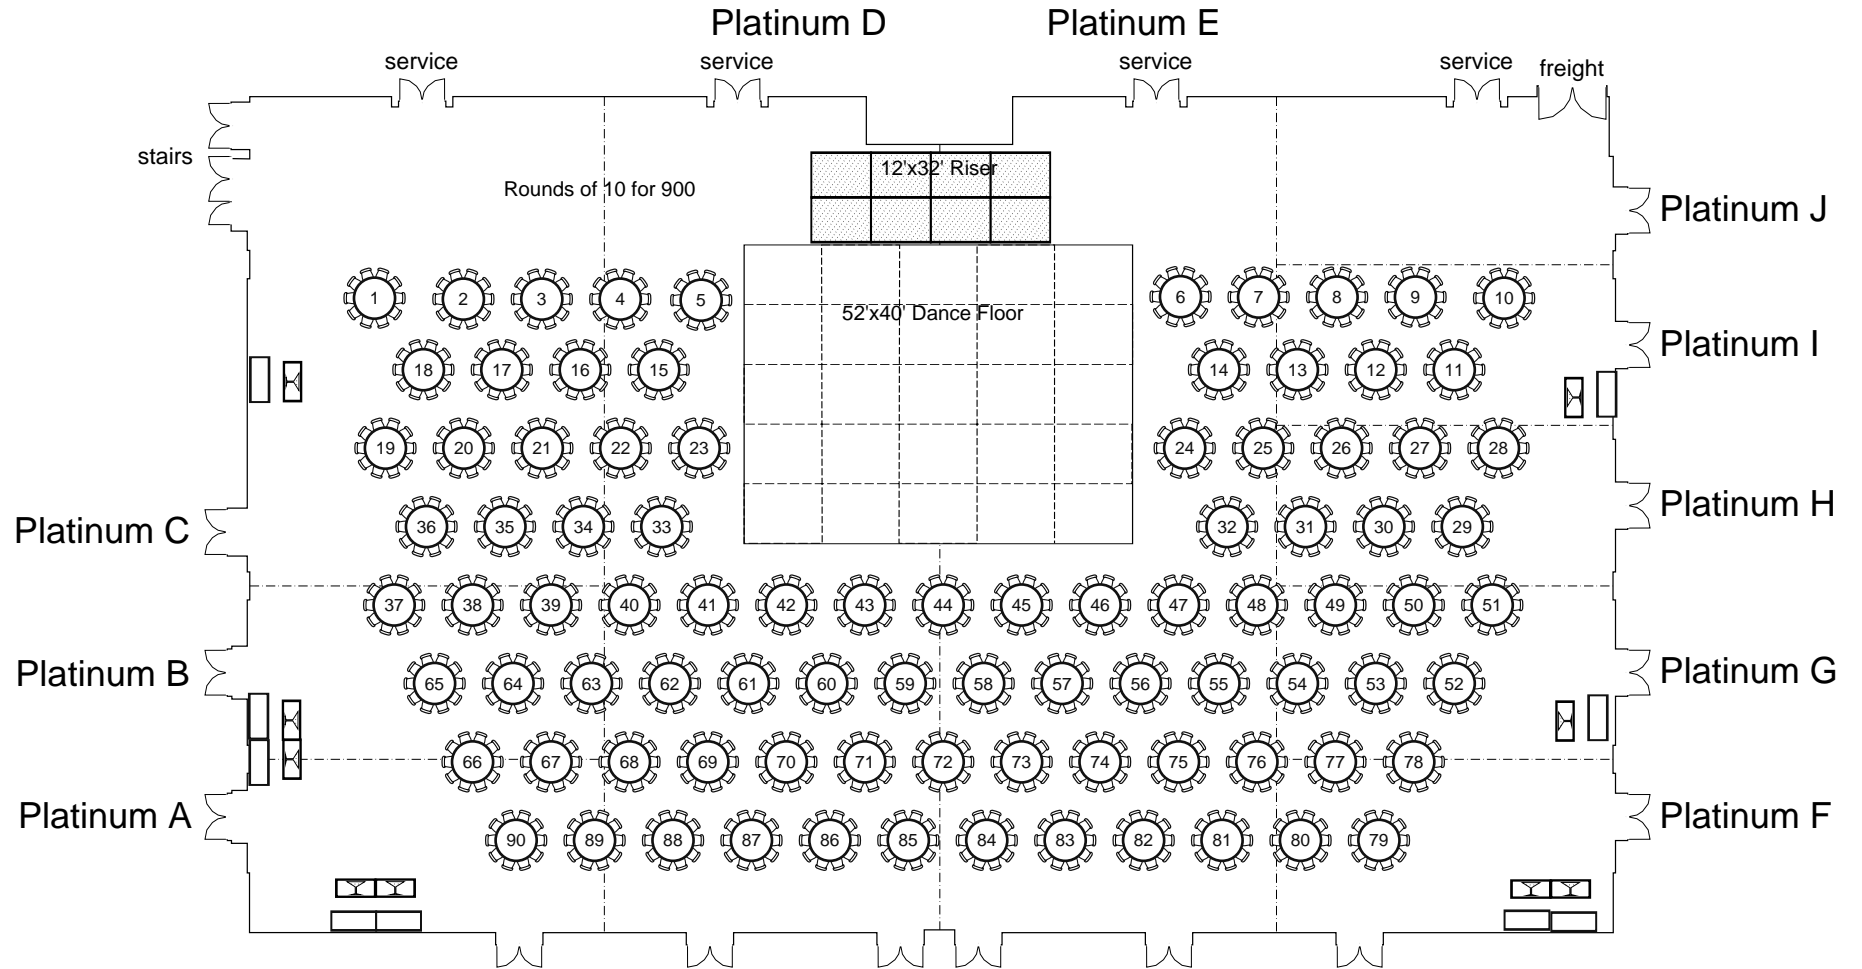 Platinum D
Platinum E
service
service
service
service
freight
stairs
12'x32' Riser
Rounds of 10 for 900
Platinum J
1 2 3 4 5
6 7 8 9 10
52'x40' Dance Floor
Platinum I
18 17 16 15
14 13 12 11
19 20 21 22 23
24 25 26 27 28
Platinum H
Platinum C
36 35 34 33
32 31 30 29
37 38 39 40 41 42 43 44 45 46 47 48 49 50 51
Platinum B
65 64 63 62 61 60 59 58 57 56 55 54 53 52
Platinum G
66 67 68 69 70 71 72 73 74 75 76 77 78
Platinum A
Platinum F
90 89 88 87 86 85 84 83 82 81 80 79